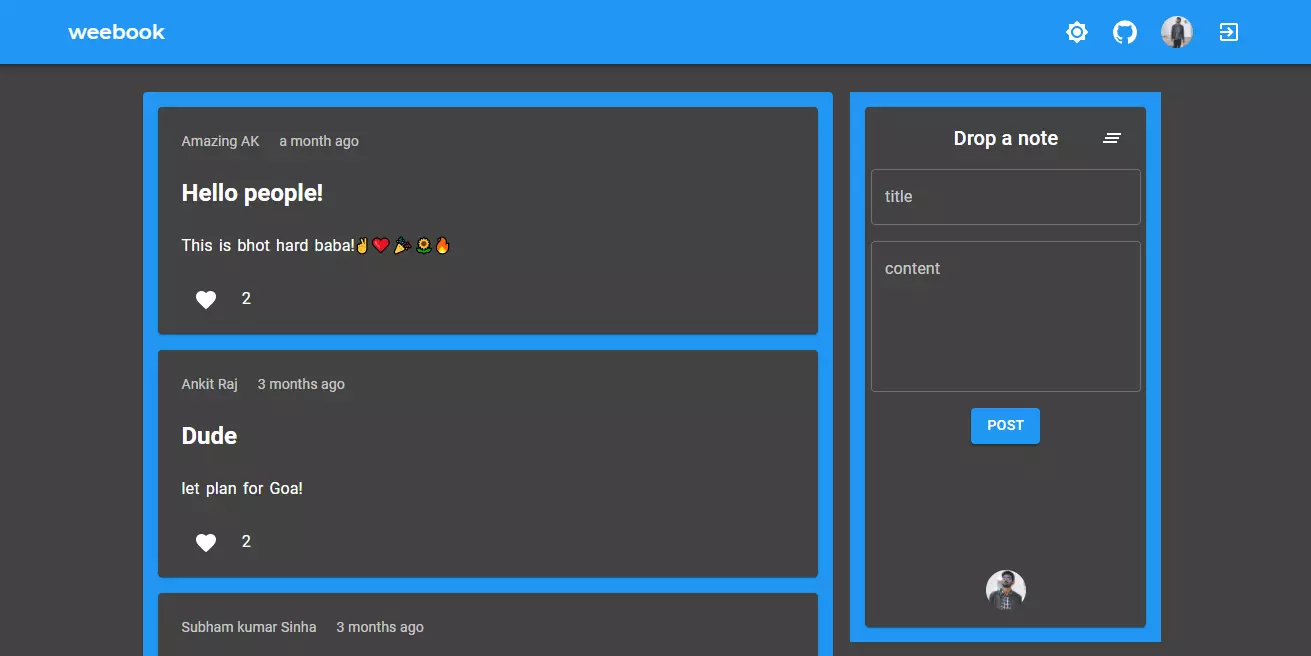 weebook
Amazing AK a month ago
Hello people!
This is bhot hard baba!✌❤🎉🌻🔥
2
Ankit Raj 3 months ago
Dude
let plan for Goa!
2
Subham kumar Sinha 3 months ago
Drop a note
title
content
POST